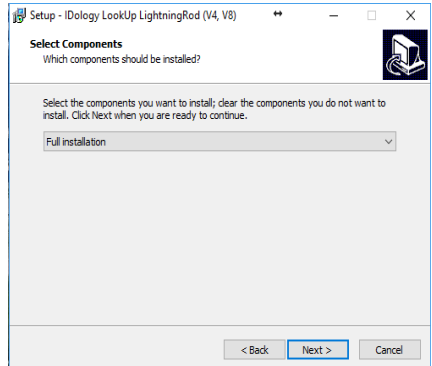 Setup - IDology LookUp LightningRod (V4, V8)
Select Components
Which components should be installed?
Select the components you want to install; clear the components you do not want to
install. Click Next when you are ready to continue.
Full installation
< Back Next > Cancel